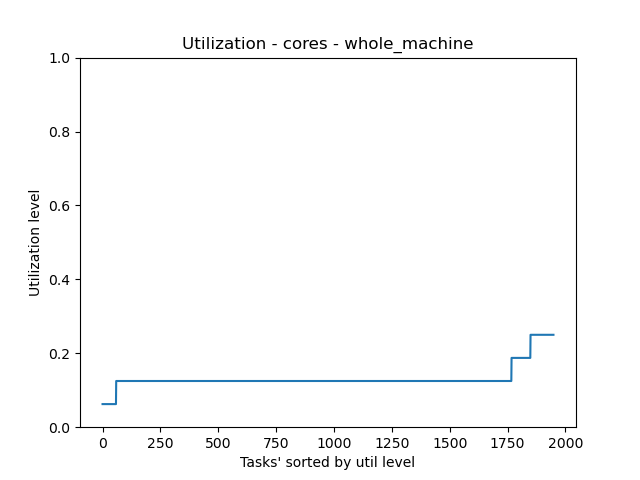 Utilization - cores - whole_machine
1.0
0.8
0.6
0.4
0.2
0.0
Utilization level
0 250 500 750 1000 1250 1500 1750 2000
Tasks' sorted by util level